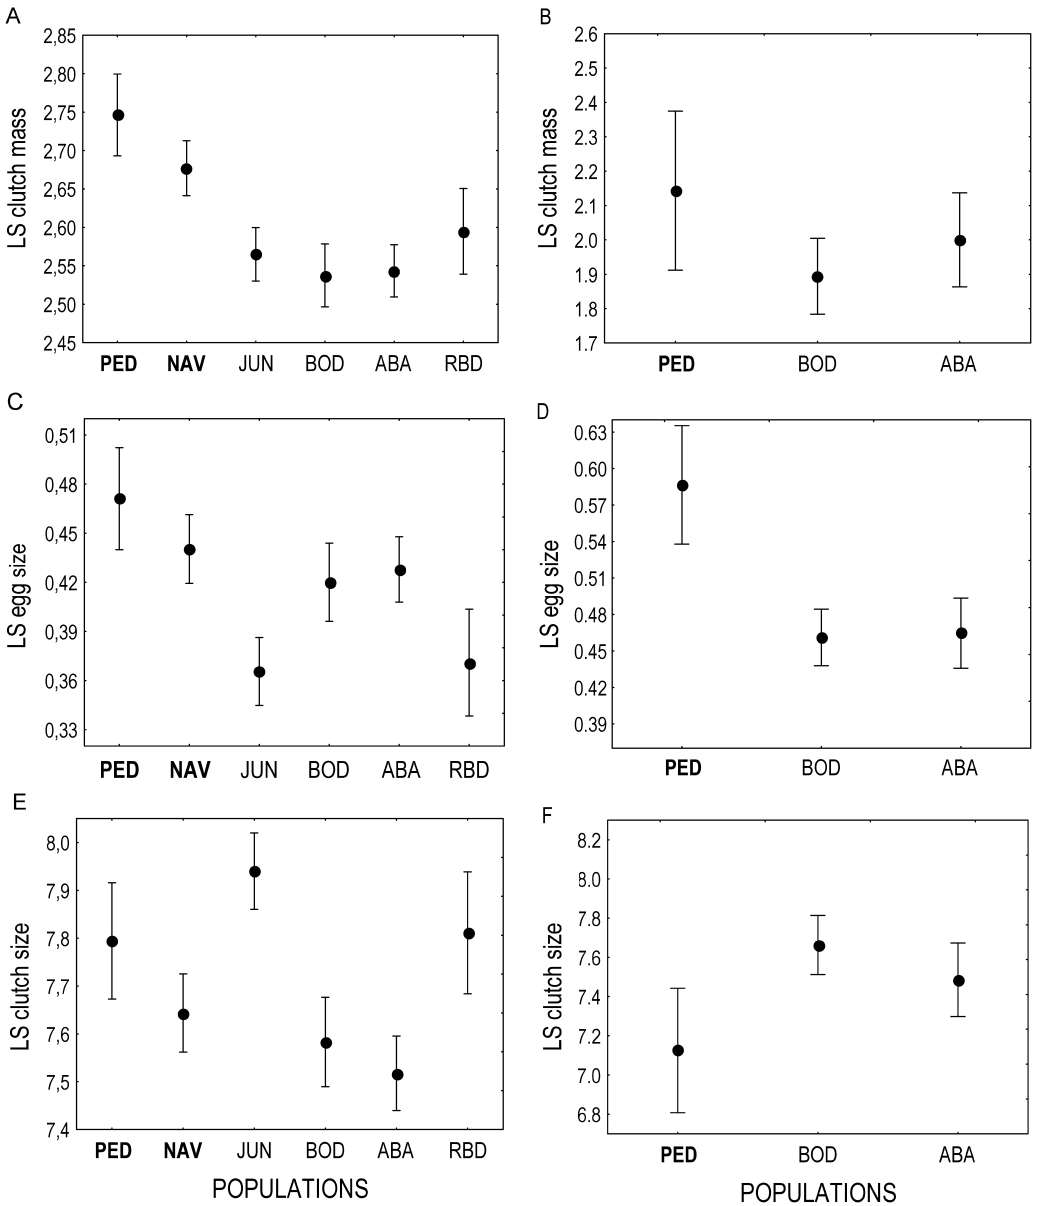 A
LS clutch mass
2,85
2,80
2,75
2,70
2,65
2,60
2,55
2,50
2,45
PED NAV JUN BOD ABA RBD
B
LS clutch mass
2.6
2.5
2.4
2.3
2.2
2.1
2.0
1.9
1.8
1.7
PED BOD ABA
C
LS egg size
0,51
0,48
0,45
0,42
0,39
0,36
0,33
PED NAV JUN BOD ABA RBD
D
LS egg size
0.63
0.60
0.57
0.54
0.51
0.48
0.45
0.42
0.39
PED BOD ABA
E
LS clutch size
8,0
7,9
7,8
7,7
7,6
7,5
7,4
PED NAV JUN BOD ABA RBD
POPULATIONS
F
LS clutch size
8.2
8.0
7.8
7.6
7.4
7.2
7.0
6.8
PED BOD ABA
POPULATIONS